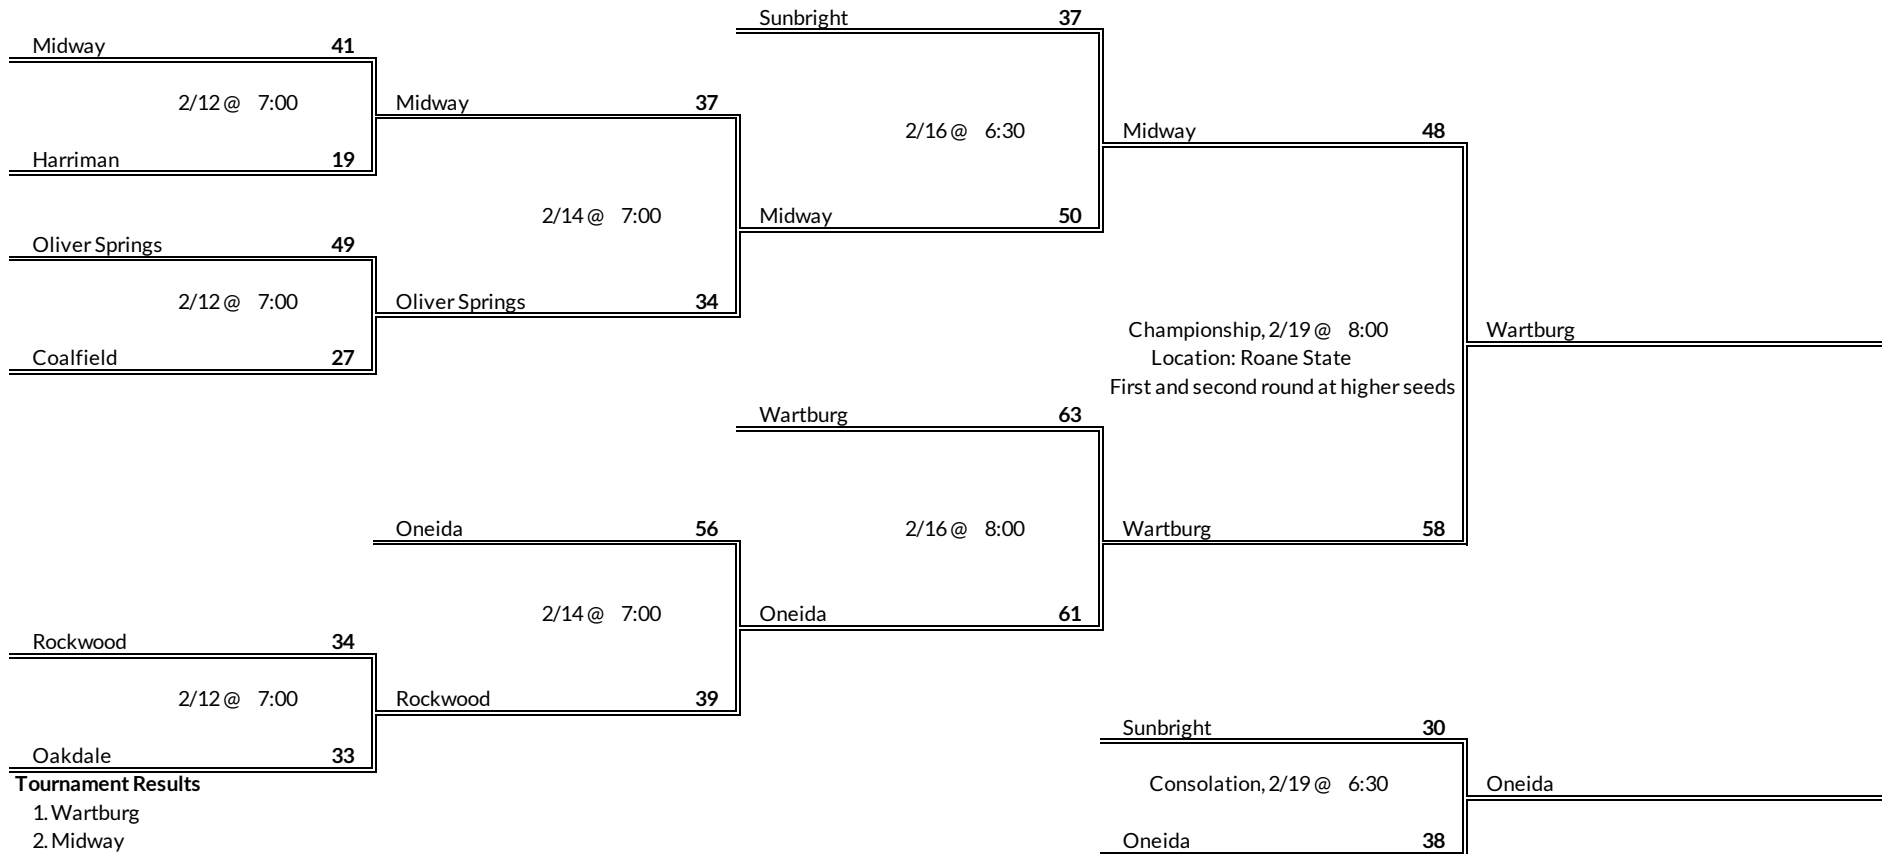 Sunbright 37
Midway 41
2/12 @ 7:00
Midway 37
2/16 @ 6:30
Midway 48
Harriman 19
2/14 @ 7:00
Midway 50
Oliver Springs 49
2/12 @ 7:00
Oliver Springs 34
Championship, 2/19 @ 8:00
Wartburg
Coalfield 27
Location: Roane State
First and second round at higher seeds
Wartburg 63
Oneida 56
2/16 @ 8:00
Wartburg 58
2/14 @ 7:00
Oneida 61
Rockwood 34
2/12 @ 7:00
Rockwood 39
Sunbright 30
Oakdale 33
Tournament Results
Consolation, 2/19 @ 6:30
Oneida
1. Wartburg
2. Midway
Oneida 38